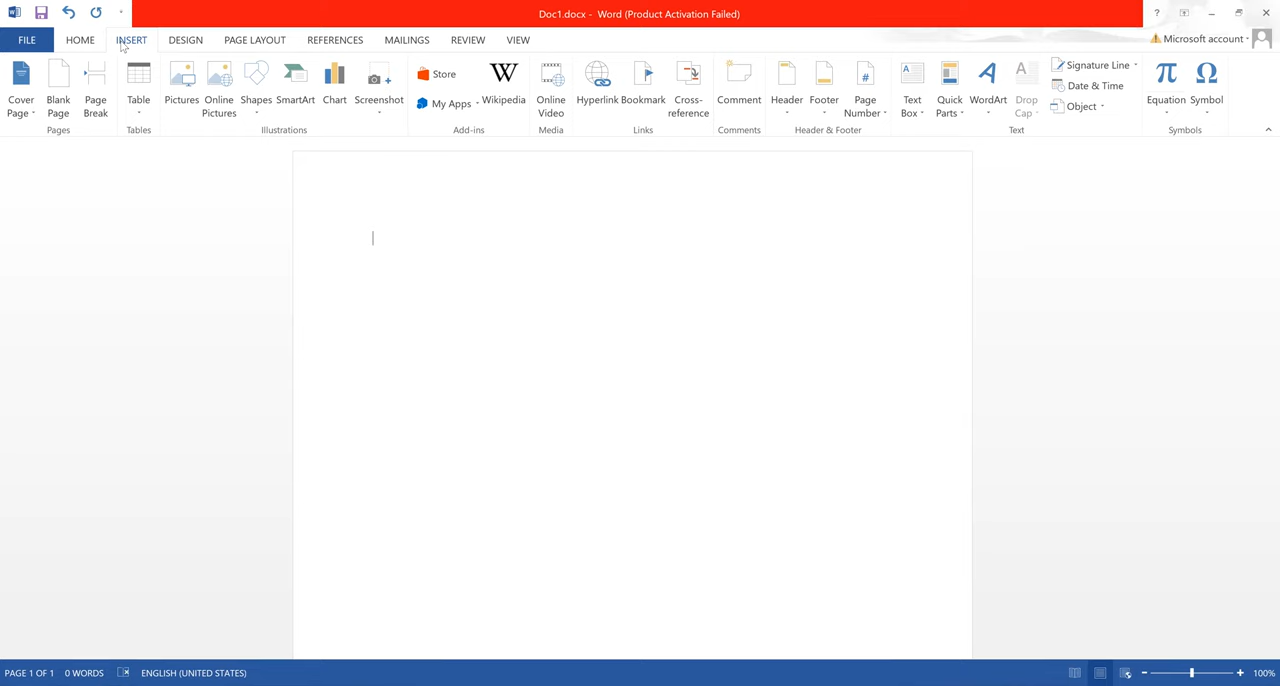 Doc1.docx - Word (Product Activation Failed)
?
FILE HOME INSERT DESIGN PAGE LAYOUT REFERENCES MAILINGS REVIEW VIEW Microsoft account
Cover Page
Blank Page
Page Break
Table
Pictures
Online Pictures
Shapes
SmartArt
Chart
Screenshot
Store
My Apps
W
Wikipedia
Online Video
Hyperlink
Bookmark
Cross-reference
Comment
Header
Footer
#
Page Number
A
Text Box
Quick Parts
A
WordArt
A
Drop Cap
Signature Line
Date & Time
Object
π
Equation
Ω
Symbol
Pages Tables Illustrations Add-ins Media Links Comments Header & Footer Text Symbols
PAGE 1 OF 1 0 WORDS ENGLISH (UNITED STATES) - + 100%